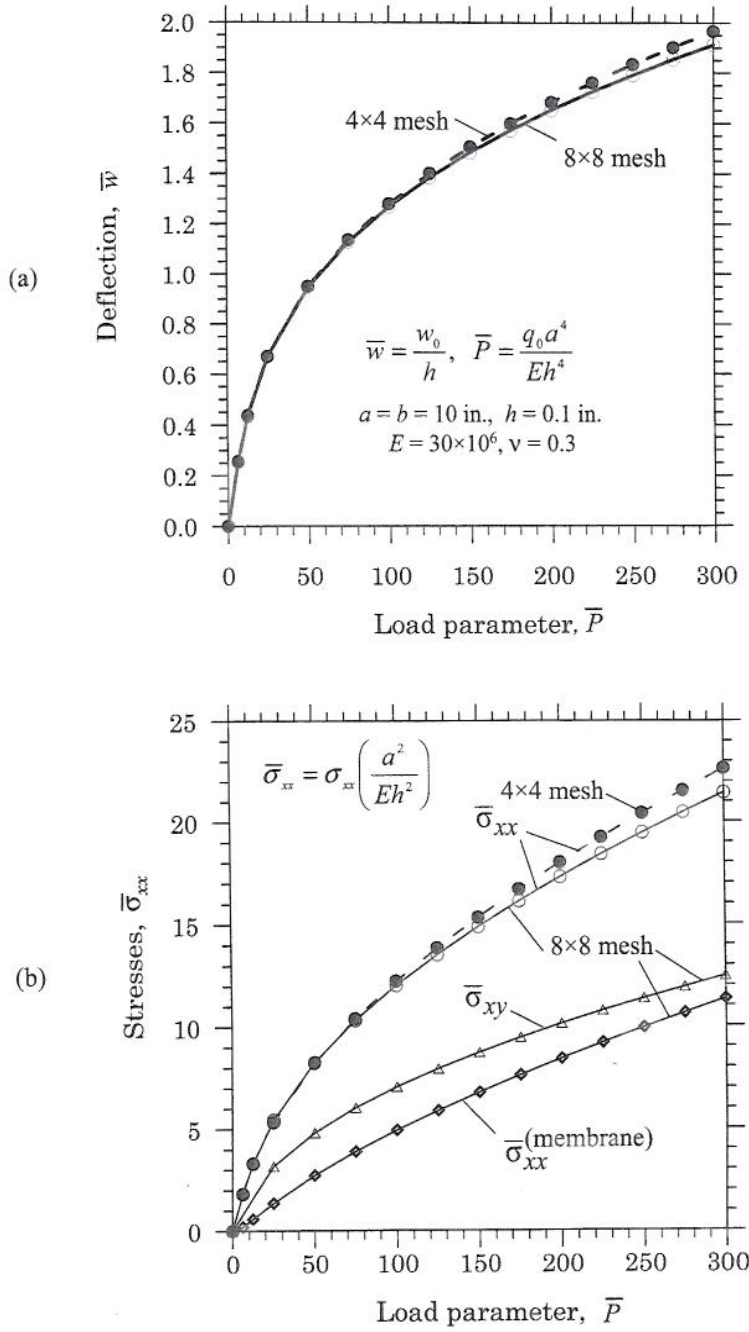 (a)
Deflection, w̅
2.0
1.8
1.6
1.4
1.2
1.0
0.8
0.6
0.4
0.2
0.0
4×4 mesh
8×8 mesh
w̅ = w₀/h, P̅ = q₀a⁴/Eh⁴
a = b = 10 in., h = 0.1 in.
E = 30×10⁶, ν = 0.3
0 50 100 150 200 250 300
Load parameter, P̅
(b)
Stresses, σ̅xx
25
20
15
10
5
0
σ̅xx = σxx(a²/Eh²)
4×4 mesh
σ̅xx
8×8 mesh
σ̅xy
σ̅xx(membrane)
0 50 100 150 200 250 300
Load parameter, P̅